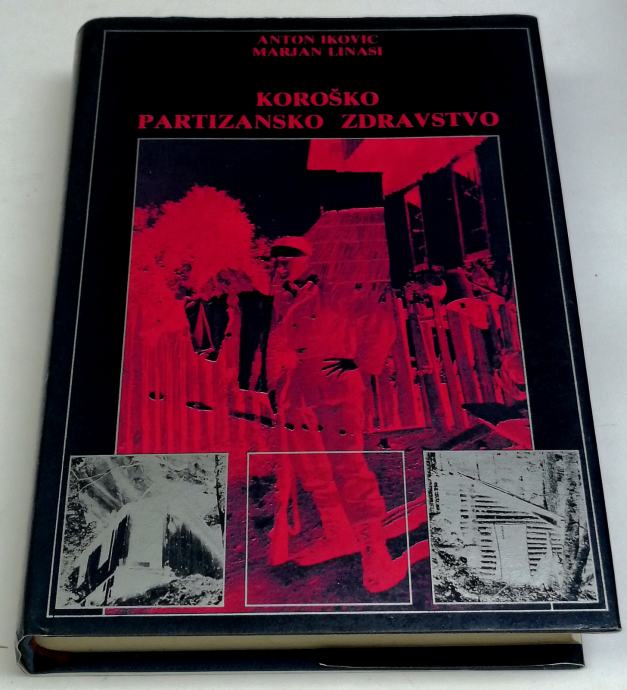 ANTON IKOVIC
MARJAN LINASI
KOROŠKO
PARTIZANSKO ZDRAVSTVO